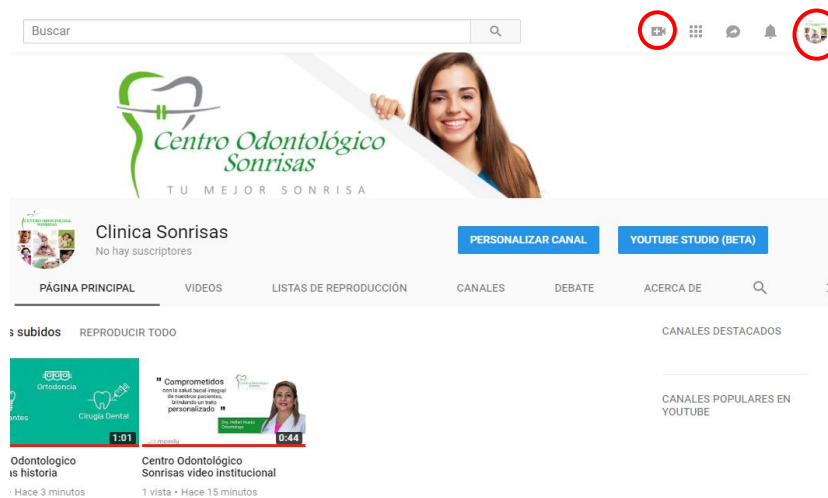 Buscar
Centro Odontológico
Sonrisas
TU MEJOR SONRISA
Clinica Sonrisas
No hay suscriptores
PERSONALIZAR CANAL
YOUTUBE STUDIO (BETA)
PÁGINA PRINCIPAL VIDEOS LISTAS DE REPRODUCCIÓN CANALES DEBATE ACERCA DE
s subidos REPRODUCIR TODO
CANALES DESTACADOS
CANALES POPULARES EN
YOUTUBE
Ortodoncia
antes
Cirugía Dental
1:01
" Comprometidos
con la salud bucal integral
de nuestros pacientes,
brindando un trato
personalizado "
0:44
Odontologico
as historia
• Hace 3 minutos
Centro Odontológico
Sonrisas video institucional
1 vista • Hace 15 minutos